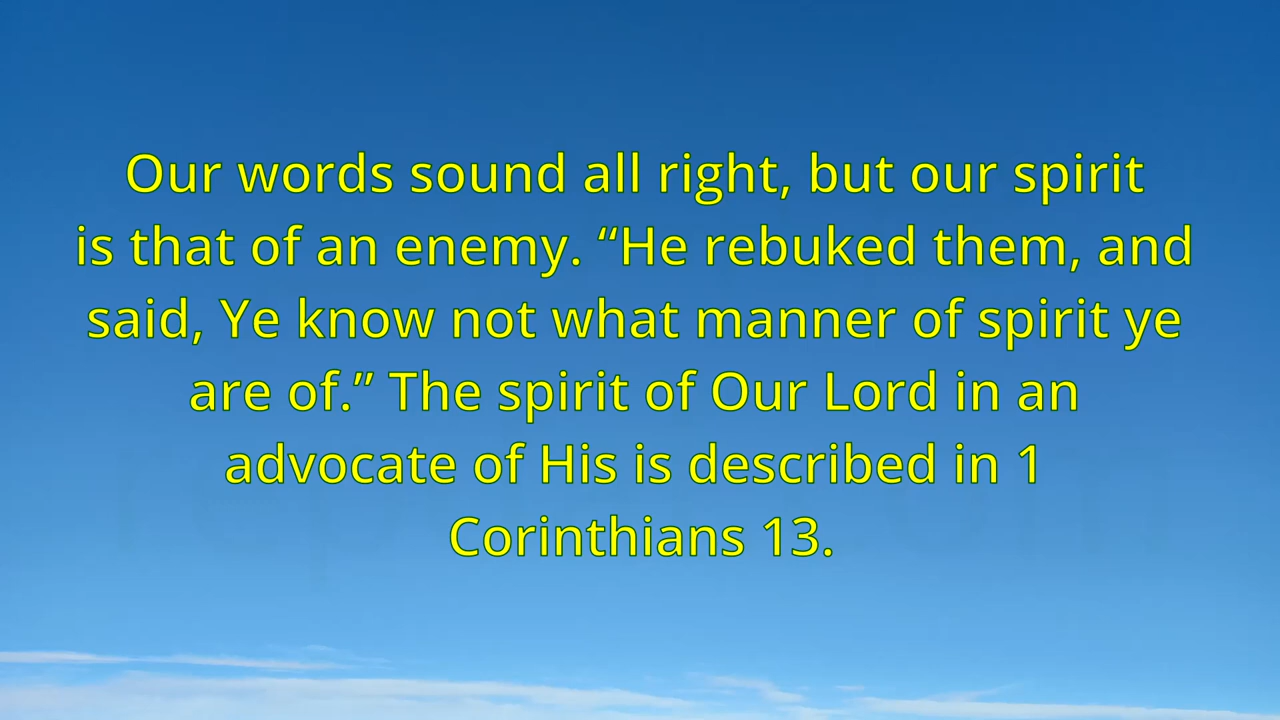 Our words sound all right, but our spirit
is that of an enemy. “He rebuked them, and
said, Ye know not what manner of spirit ye
are of.” The spirit of Our Lord in an
advocate of His is described in 1
Corinthians 13.